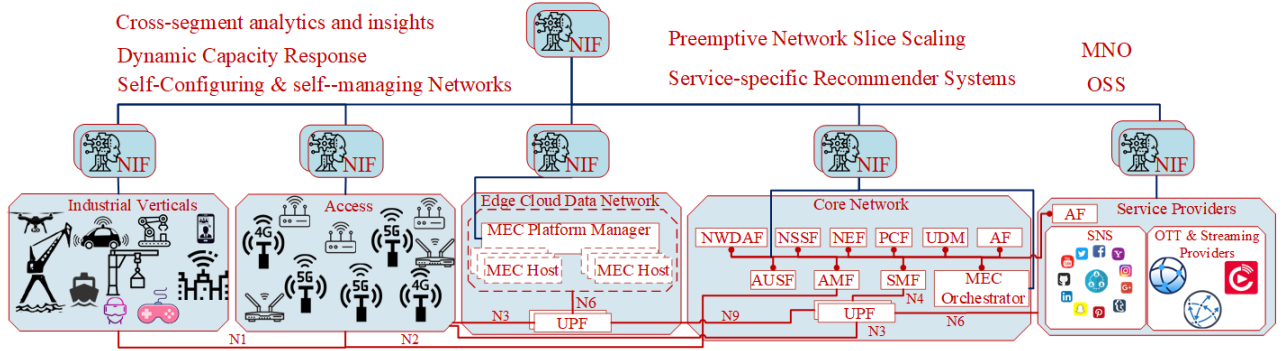 Cross-segment analytics and insights
Dynamic Capacity Response
Self-Configuring & self--managing Networks
NIF
Preemptive Network Slice Scaling
Service-specific Recommender Systems
MNO
OSS
NIF
NIF
NIF
NIF
NIF
Industrial Verticals
Access
4G
5G
5G
5G
4G
Edge Cloud Data Network
MEC Platform Manager
MEC Host
MEC Host
N6
N3
UPF
Core Network
NWDAF
NSSF
NEF
PCF
UDM
AF
AUSF
AMF
SMF
MEC
Orchestrator
N4
N9
UPF
N3
N6
N1
N2
AF
Service Providers
SNS
OTT & Streaming
Providers